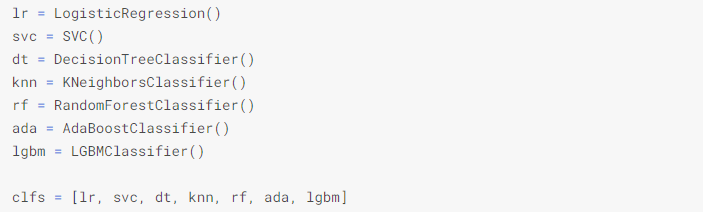 lr = LogisticRegression()
svc = SVC()
dt = DecisionTreeClassifier()
knn = KNeighborsClassifier()
rf = RandomForestClassifier()
ada = AdaBoostClassifier()
lgbm = LGBMClassifier()
clfs = [lr, svc, dt, knn, rf, ada, lgbm]